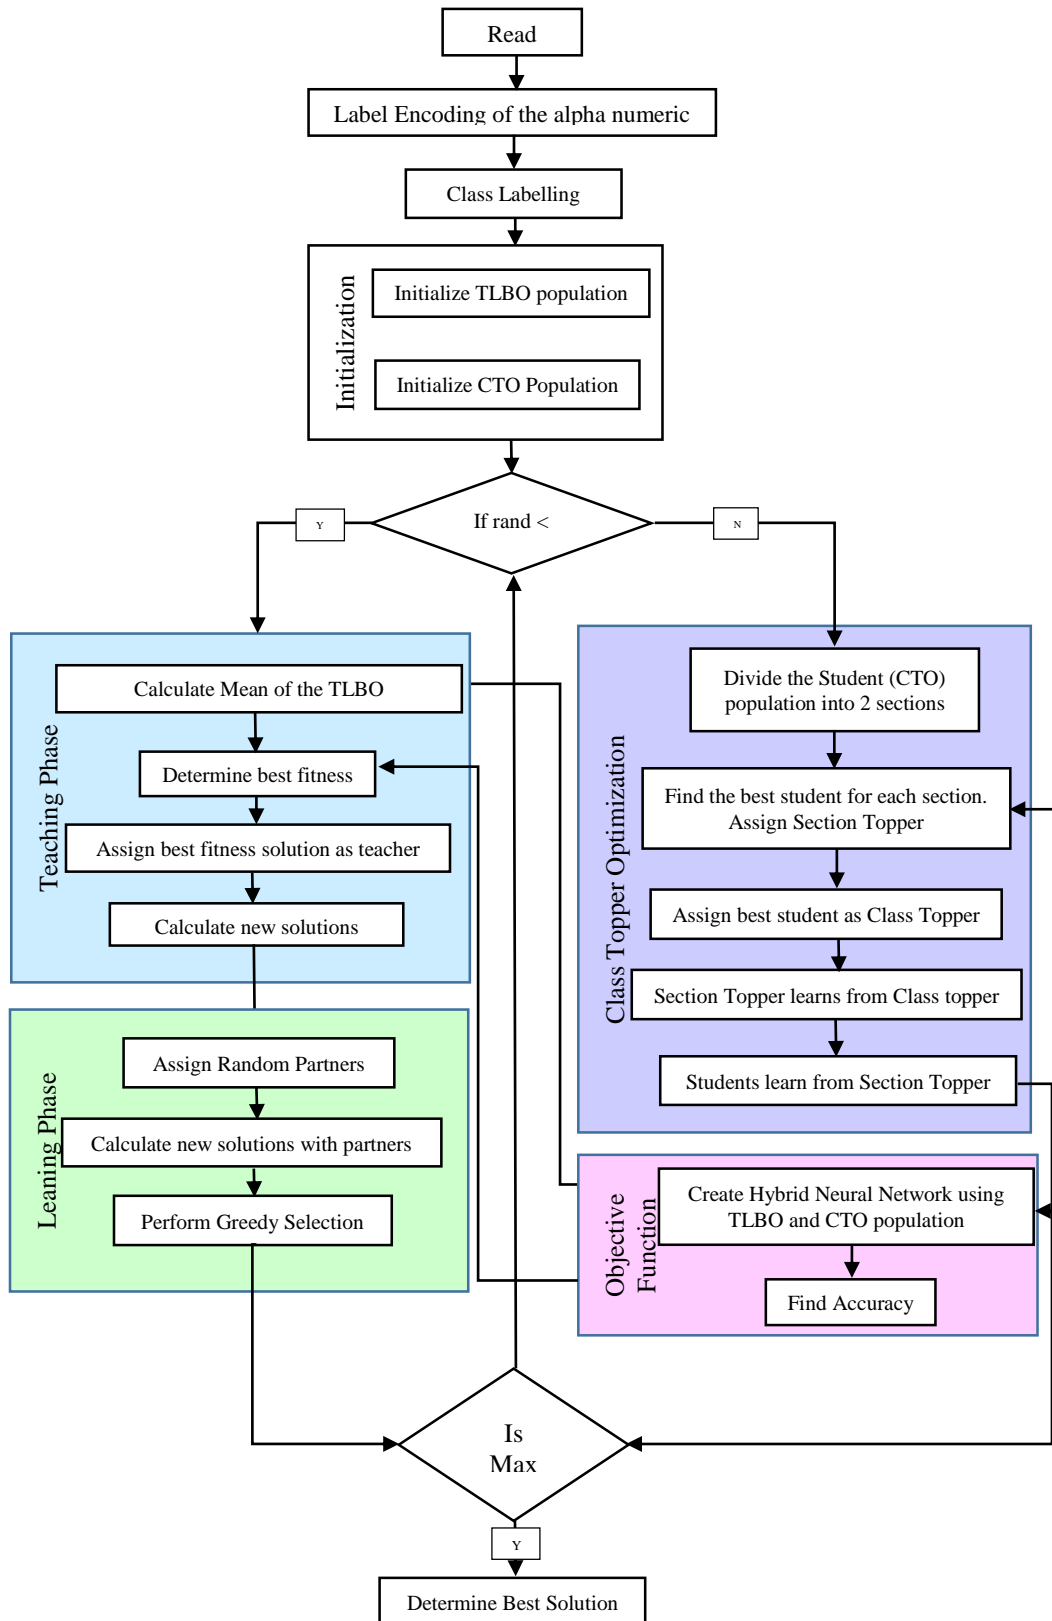 Read
Label Encoding of the alpha numeric
Class Labelling
Initialization
Initialize TLBO population
Initialize CTO Population
If rand <
Y
N
Teaching Phase
Calculate Mean of the TLBO
Determine best fitness
Assign best fitness solution as teacher
Calculate new solutions
Class Topper Optimization
Divide the Student (CTO)
population into 2 sections
Find the best student for each section.
Assign Section Topper
Assign best student as Class Topper
Section Topper learns from Class topper
Students learn from Section Topper
Leaning Phase
Assign Random Partners
Calculate new solutions with partners
Perform Greedy Selection
Objective
Function
Create Hybrid Neural Network using
TLBO and CTO population
Find Accuracy
Is
Max
Y
Determine Best Solution